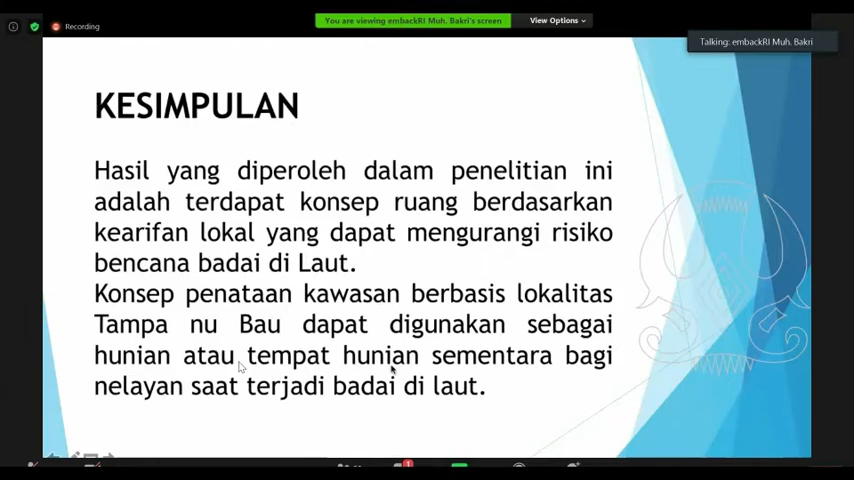 Recording
You are viewing embackRI Muh. Bakri's screen
View Options
Talking: embackRI Muh. Bakri
KESIMPULAN
Hasil yang diperoleh dalam penelitian ini
adalah terdapat konsep ruang berdasarkan
kearifan lokal yang dapat mengurangi risiko
bencana badai di Laut.
Konsep penataan kawasan berbasis lokalitas
Tampa nu Bau dapat digunakan sebagai
hunian atau tempat hunian sementara bagi
nelayan saat terjadi badai di laut.
1